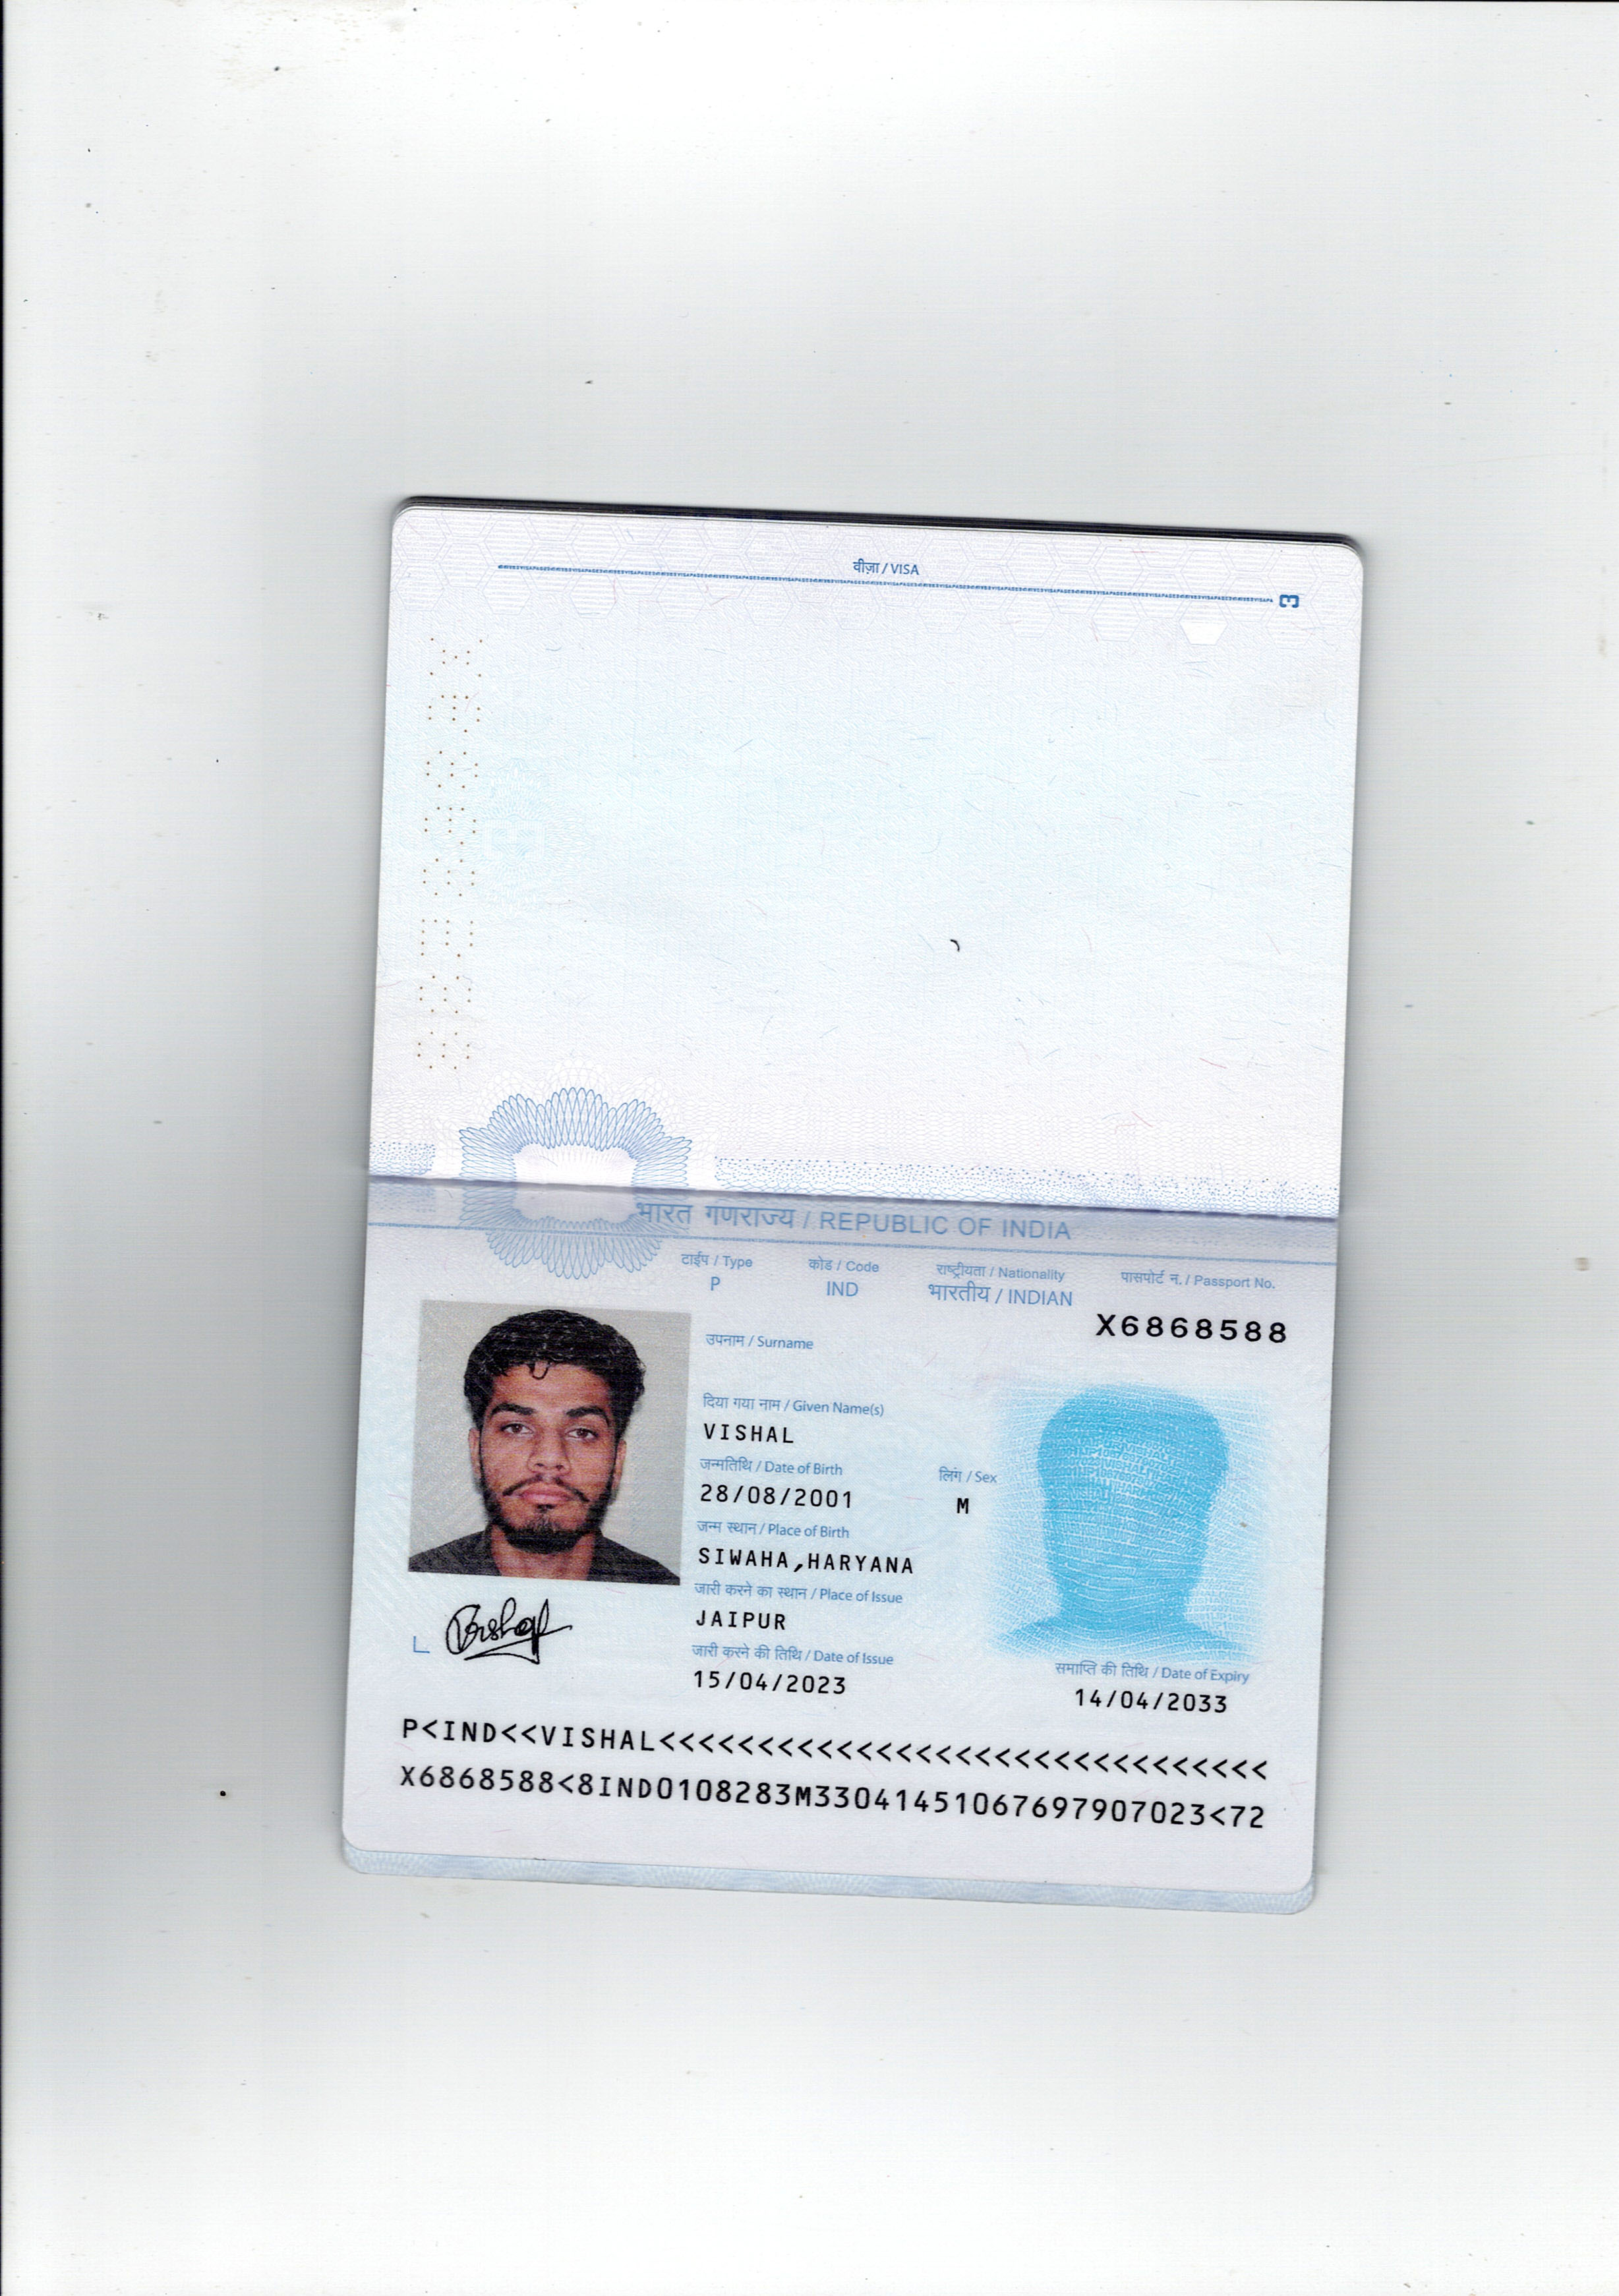 वीज़ा / VISA
3
भारत गणराज्य / REPUBLIC OF INDIA
टाईप / Type कोड / Code राष्ट्रीयता / Nationality पासपोर्ट न. / Passport No.
P IND भारतीय / INDIAN X6868588
उपनाम / Surname
दिया गया नाम / Given Name(s)
VISHAL
जन्मतिथि / Date of Birth लिंग / Sex
28/08/2001 M
जन्म स्थान / Place of Birth
SIWAHA,HARYANA
जारी करने का स्थान / Place of Issue
JAIPUR
जारी करने की तिथि / Date of Issue समाप्ति की तिथि / Date of Expiry
15/04/2023 14/04/2033
P<IND<<VISHAL<<<<<<<<<<<<<<<<<<<<<<<<<<<<<<<
X6868588<8IND0108283M33041451067697907023<72